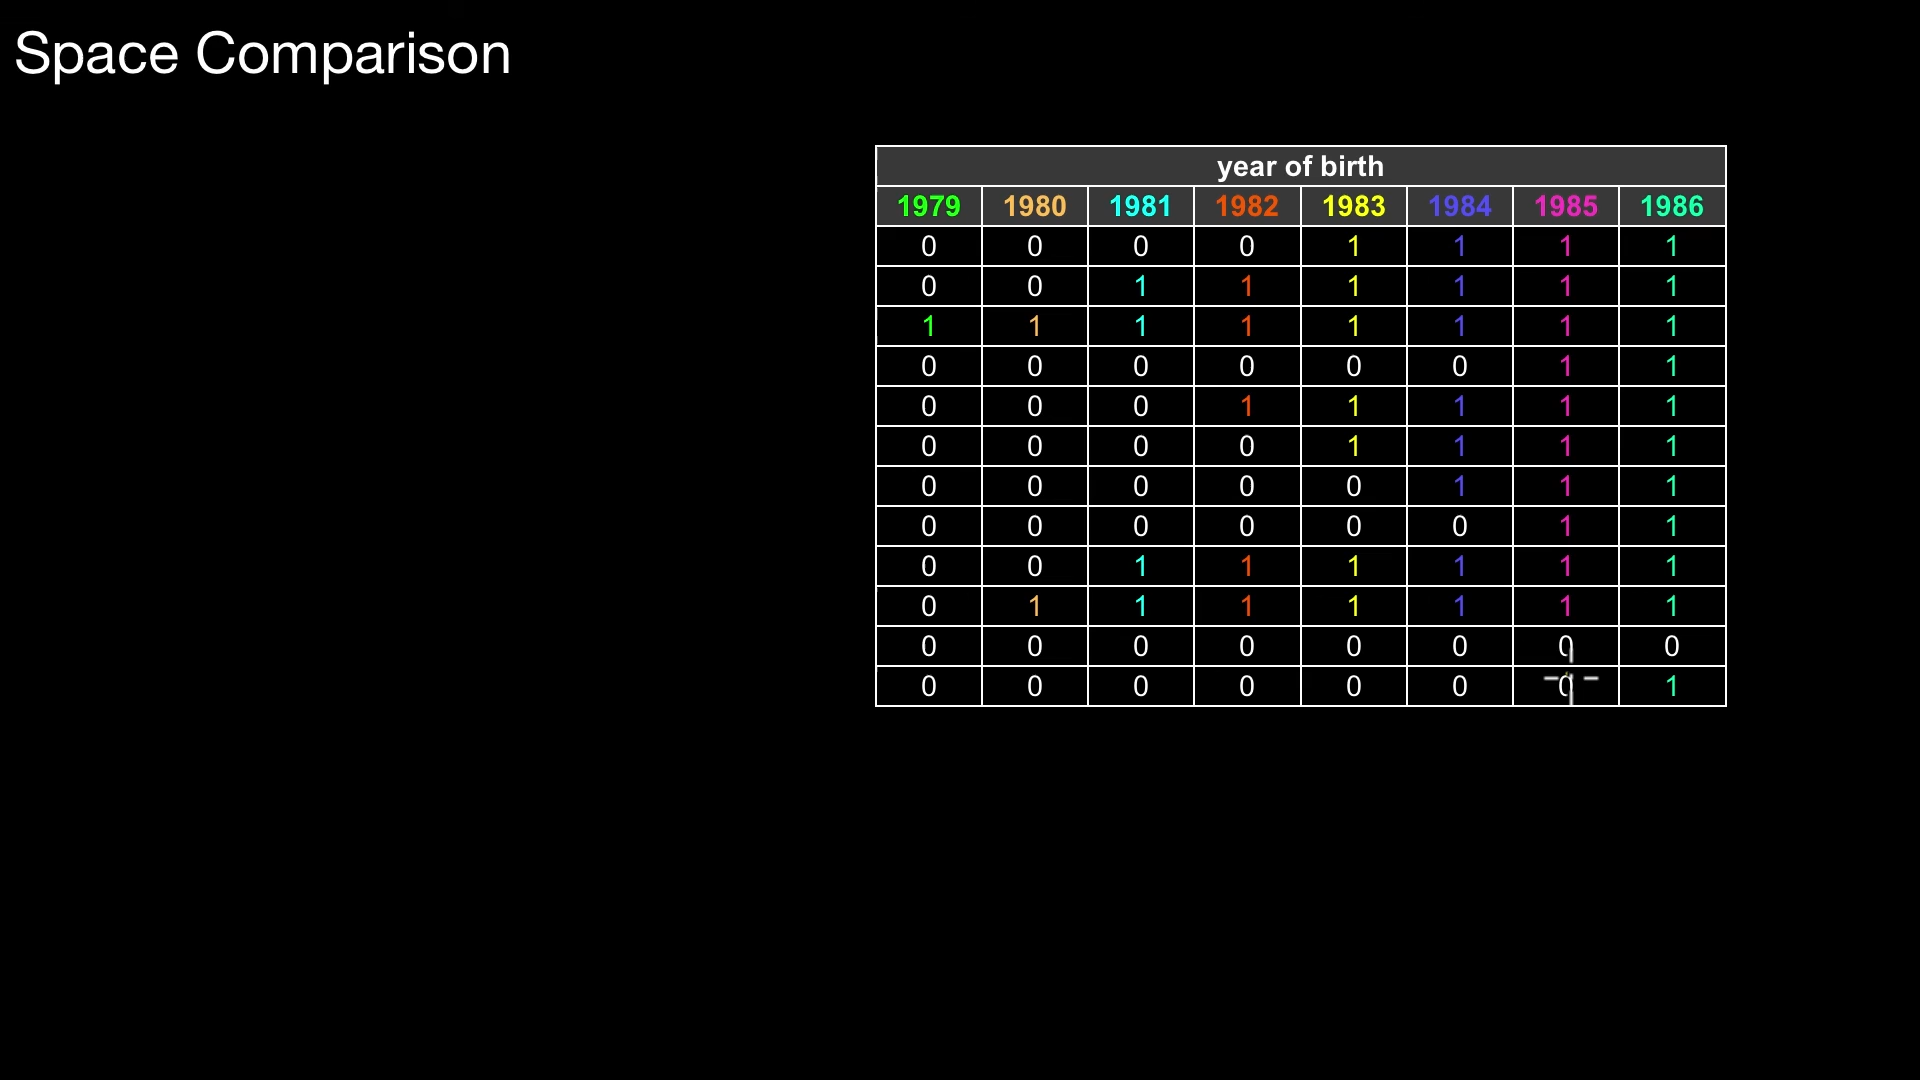 Space Comparison
year of birth
1979 1980 1981 1982 1983 1984 1985 1986
0 0 0 0 1 1 1 1
0 0 1 1 1 1 1 1
1 1 1 1 1 1 1 1
0 0 0 0 0 0 1 1
0 0 0 1 1 1 1 1
0 0 0 0 1 1 1 1
0 0 0 0 0 1 1 1
0 0 0 0 0 0 1 1
0 0 1 1 1 1 1 1
0 1 1 1 1 1 1 1
0 0 0 0 0 0 0 0
0 0 0 0 0 0 0 1